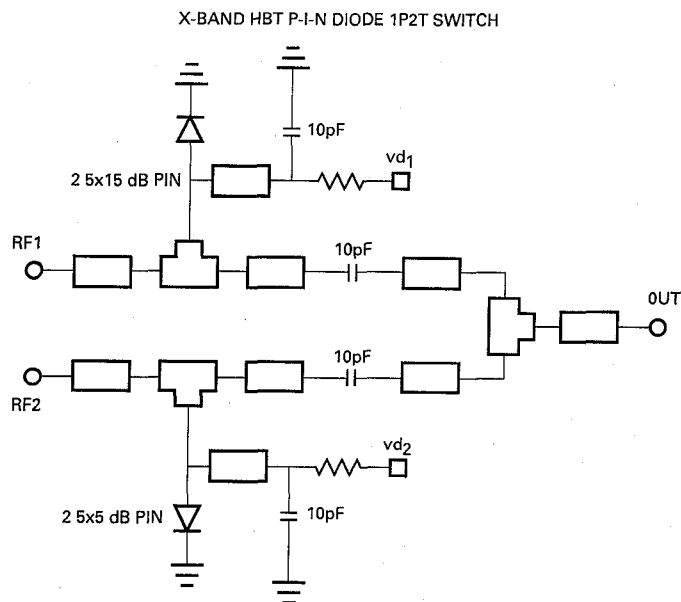 X-BAND HBT P-I-N DIODE 1P2T SWITCH
10pF
vd1
2 5x15 dB PIN
RF1
10pF
OUT
10pF
RF2
vd2
2 5x5 dB PIN
10pF